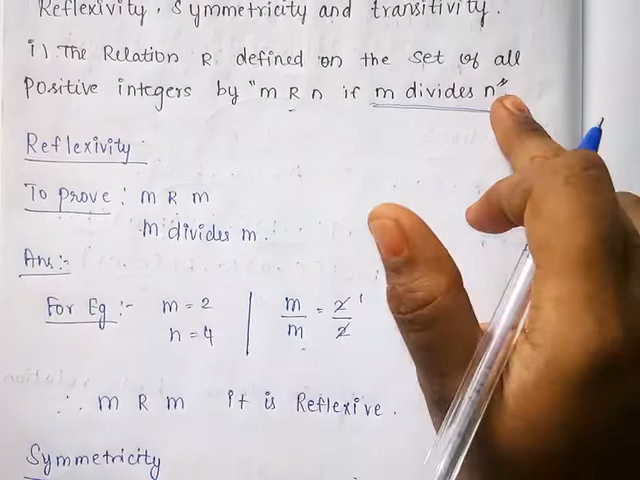 Reflexivity, Symmetricity and transitivity.
i) The Relation R defined on the set of all
Positive integers by "m R n if m divides n"
Reflexivity
To prove : m R m
m divides m.
Ans:-
For Eg :- m = 2
n = 4
m/m = 2/2 1
∴ m R m it is Reflexive.
Symmetricity